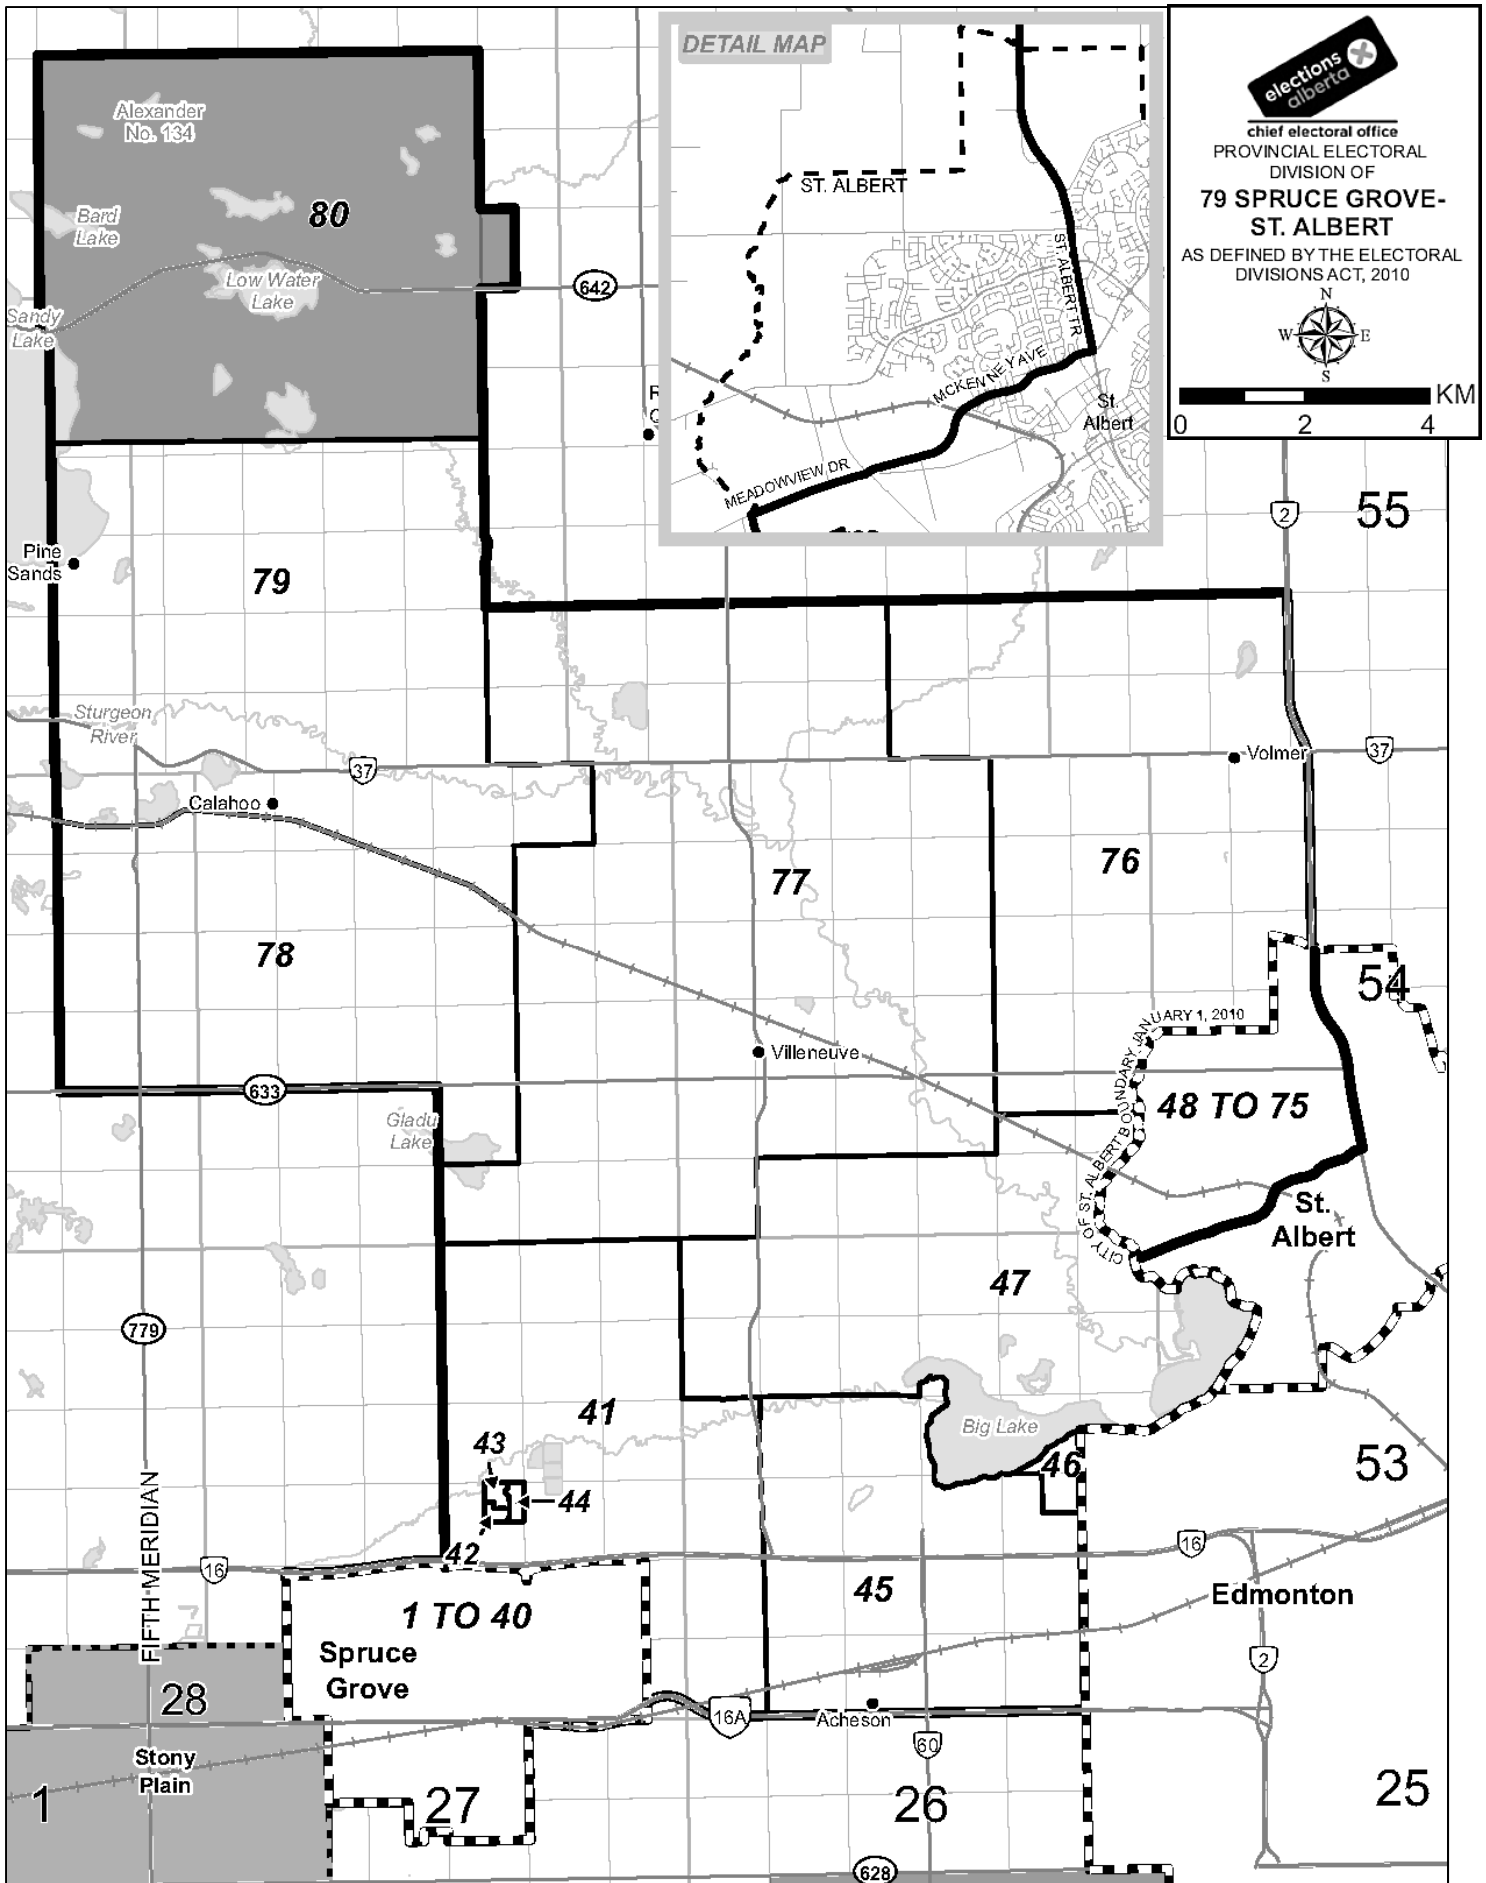 DETAIL MAP
ST. ALBERT
ST. ALBERT TR
MCKENNEY AVE
MEADOWVIEW DR
St.
Albert
elections
alberta
chief electoral office
PROVINCIAL ELECTORAL
DIVISION OF
79 SPRUCE GROVE-
ST. ALBERT
AS DEFINED BY THE ELECTORAL
DIVISIONS ACT, 2010
N
W E
S
KM
0 2 4
Alexander
No. 134
80
Bard
Lake
Low Water
Lake
Sandy
Lake
642
R
2
55
Pine
Sands
79
Sturgeon
River
37
Volmer
37
Calahoo
76
77
78
54
CITY OF ST. ALBERT BOUNDARY JANUARY 1, 2010
Villeneuve
633
48 TO 75
Gladu
Lake
St.
Albert
47
779
41
Big Lake
43
46
53
44
42
16
16
FIFTH MERIDIAN
45
Edmonton
1 TO 40
Spruce
Grove
2
28
16A
Acheson
60
Stony
Plain
1
27
26
25
628